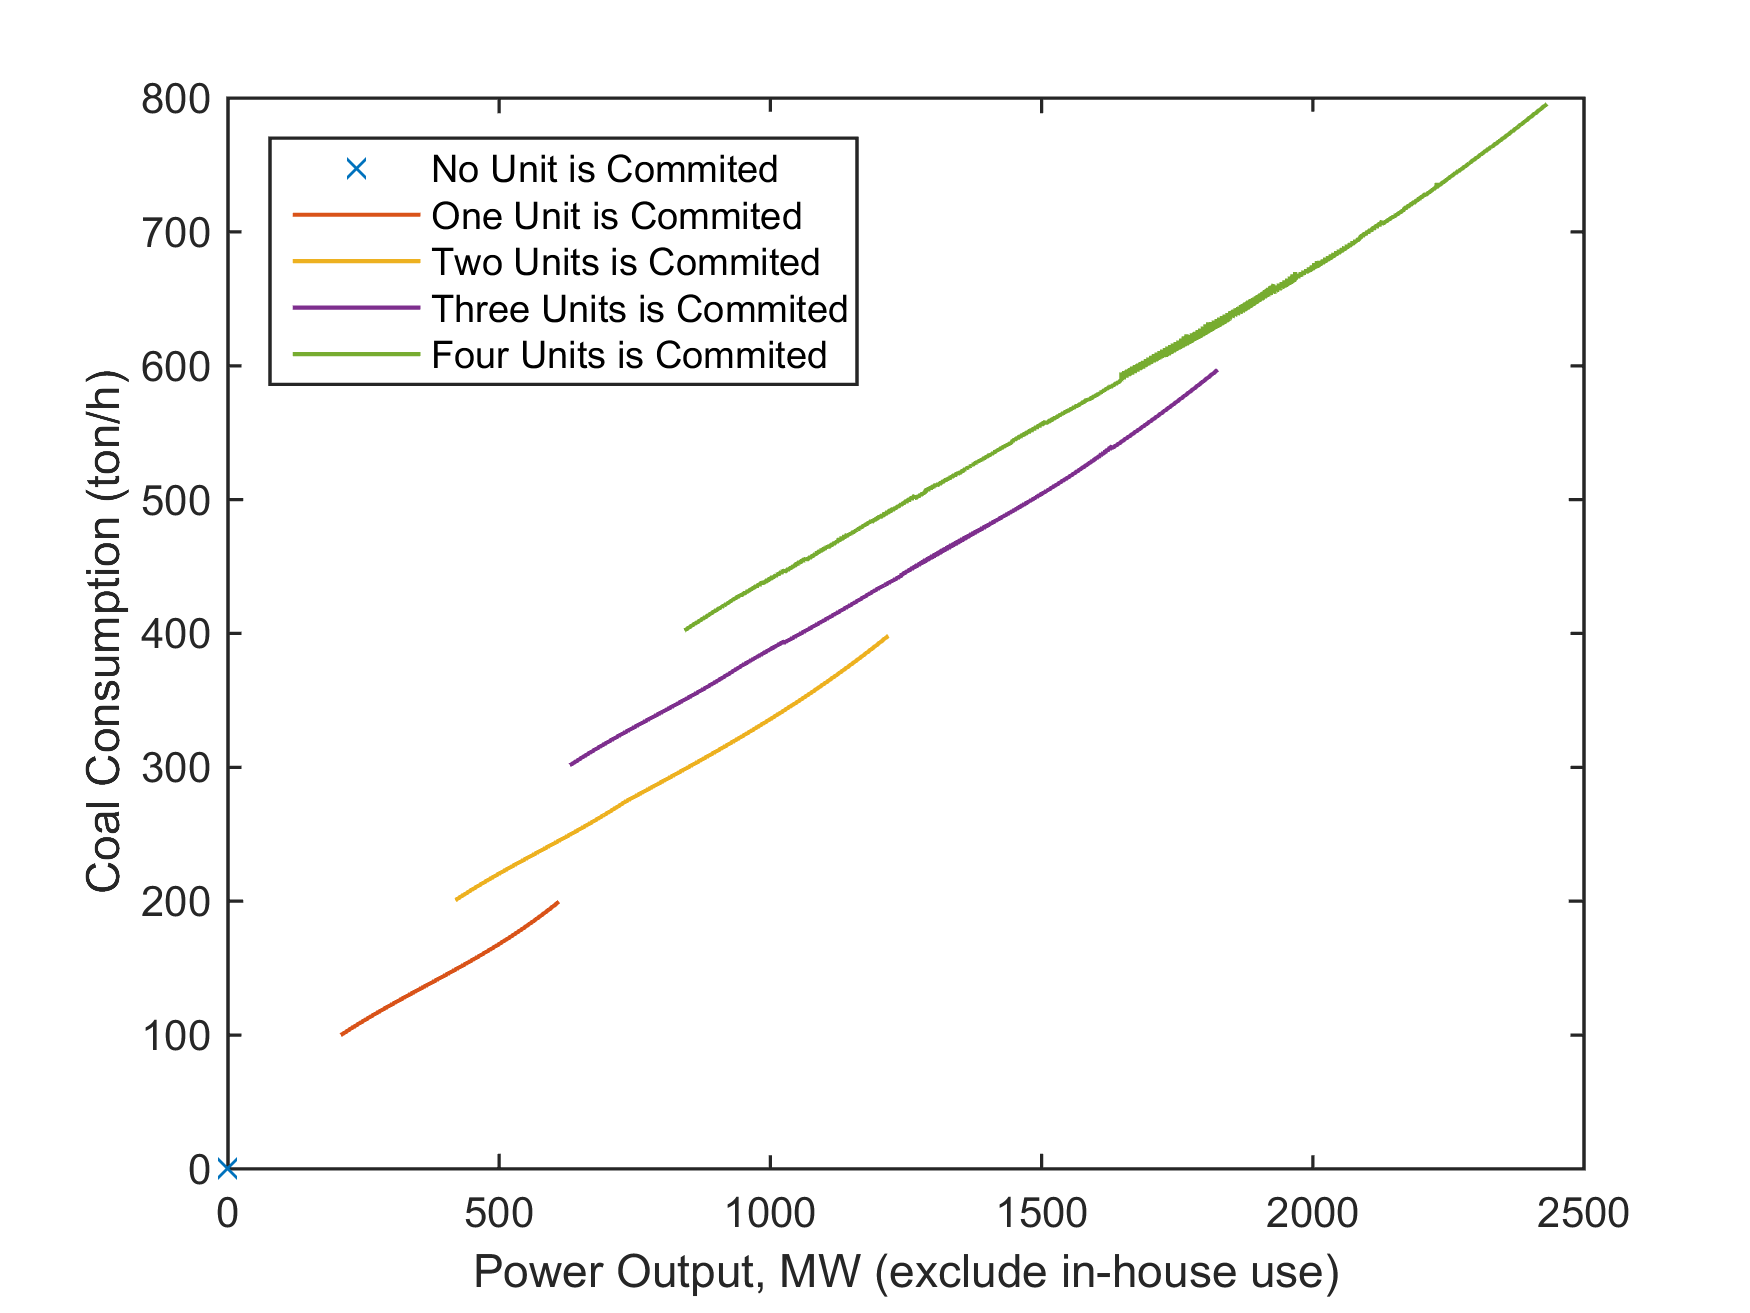 800
700
600
500
400
300
200
100
0
Coal Consumption (ton/h)
No Unit is Commited
One Unit is Commited
Two Units is Commited
Three Units is Commited
Four Units is Commited
0 500 1000 1500 2000 2500
Power Output, MW (exclude in-house use)